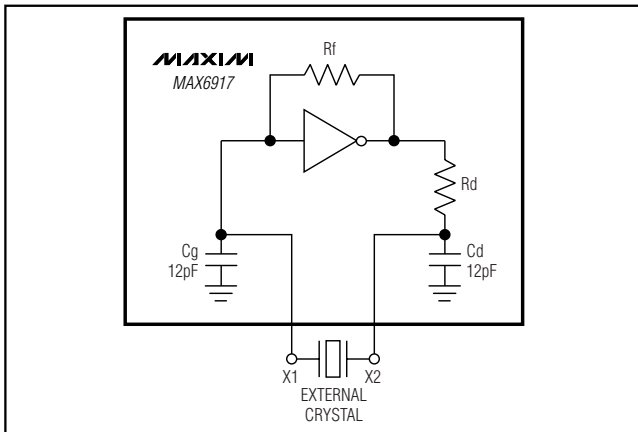 MAXIM
MAX6917
Rf
Rd
Cg
12pF
Cd
12pF
X1
X2
EXTERNAL
CRYSTAL